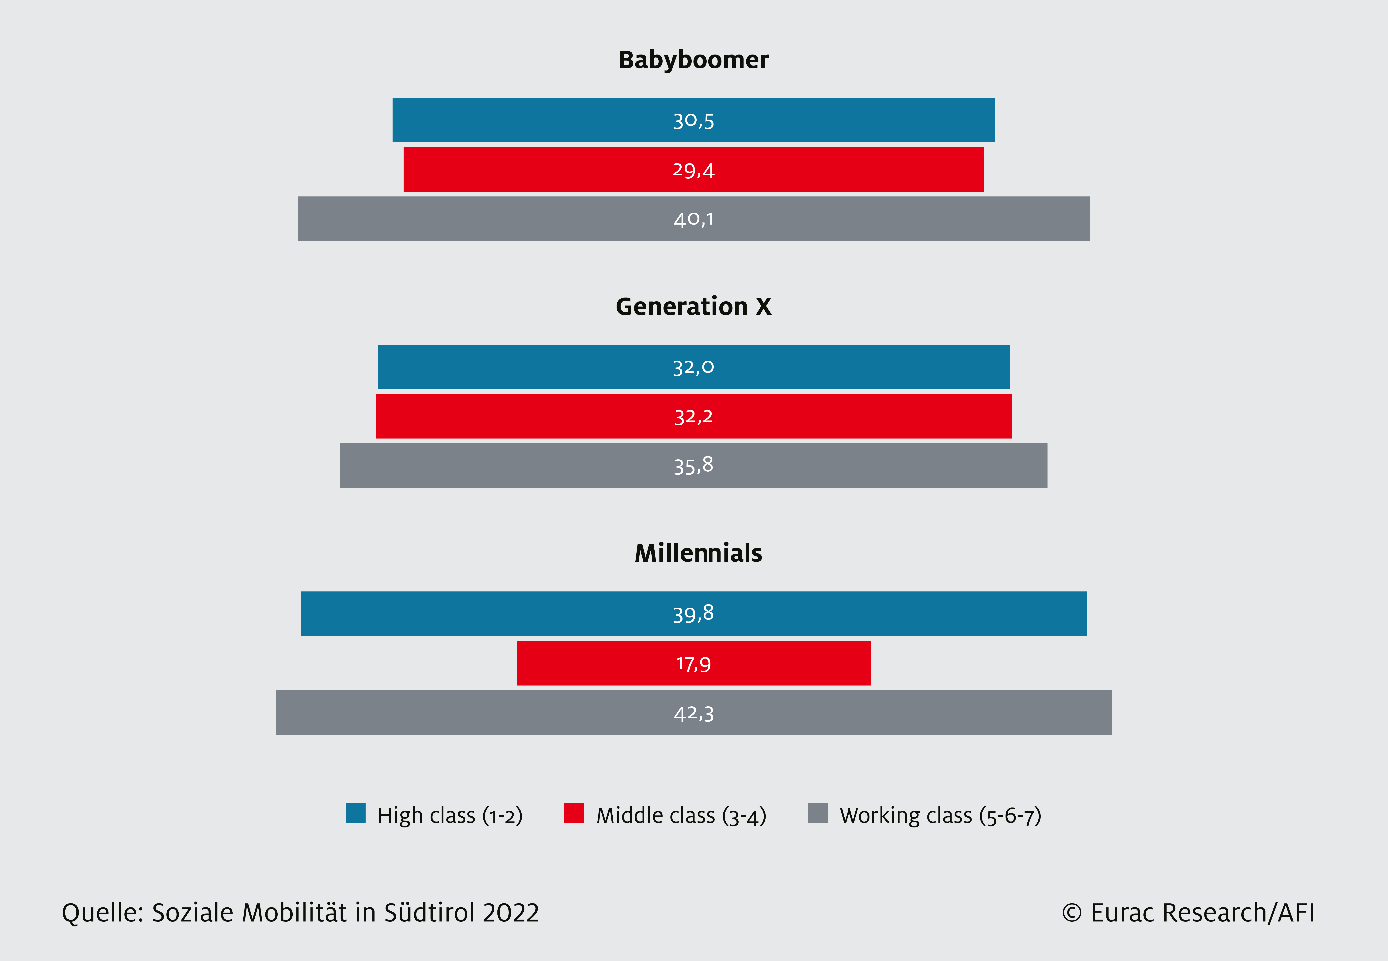 Babyboomer
30,5
29,4
40,1
Generation X
32,0
32,2
35,8
Millennials
39,8
17,9
42,3
High class (1-2) Middle class (3-4) Working class (5-6-7)
Quelle: Soziale Mobilität in Südtirol 2022 © Eurac Research/AFI